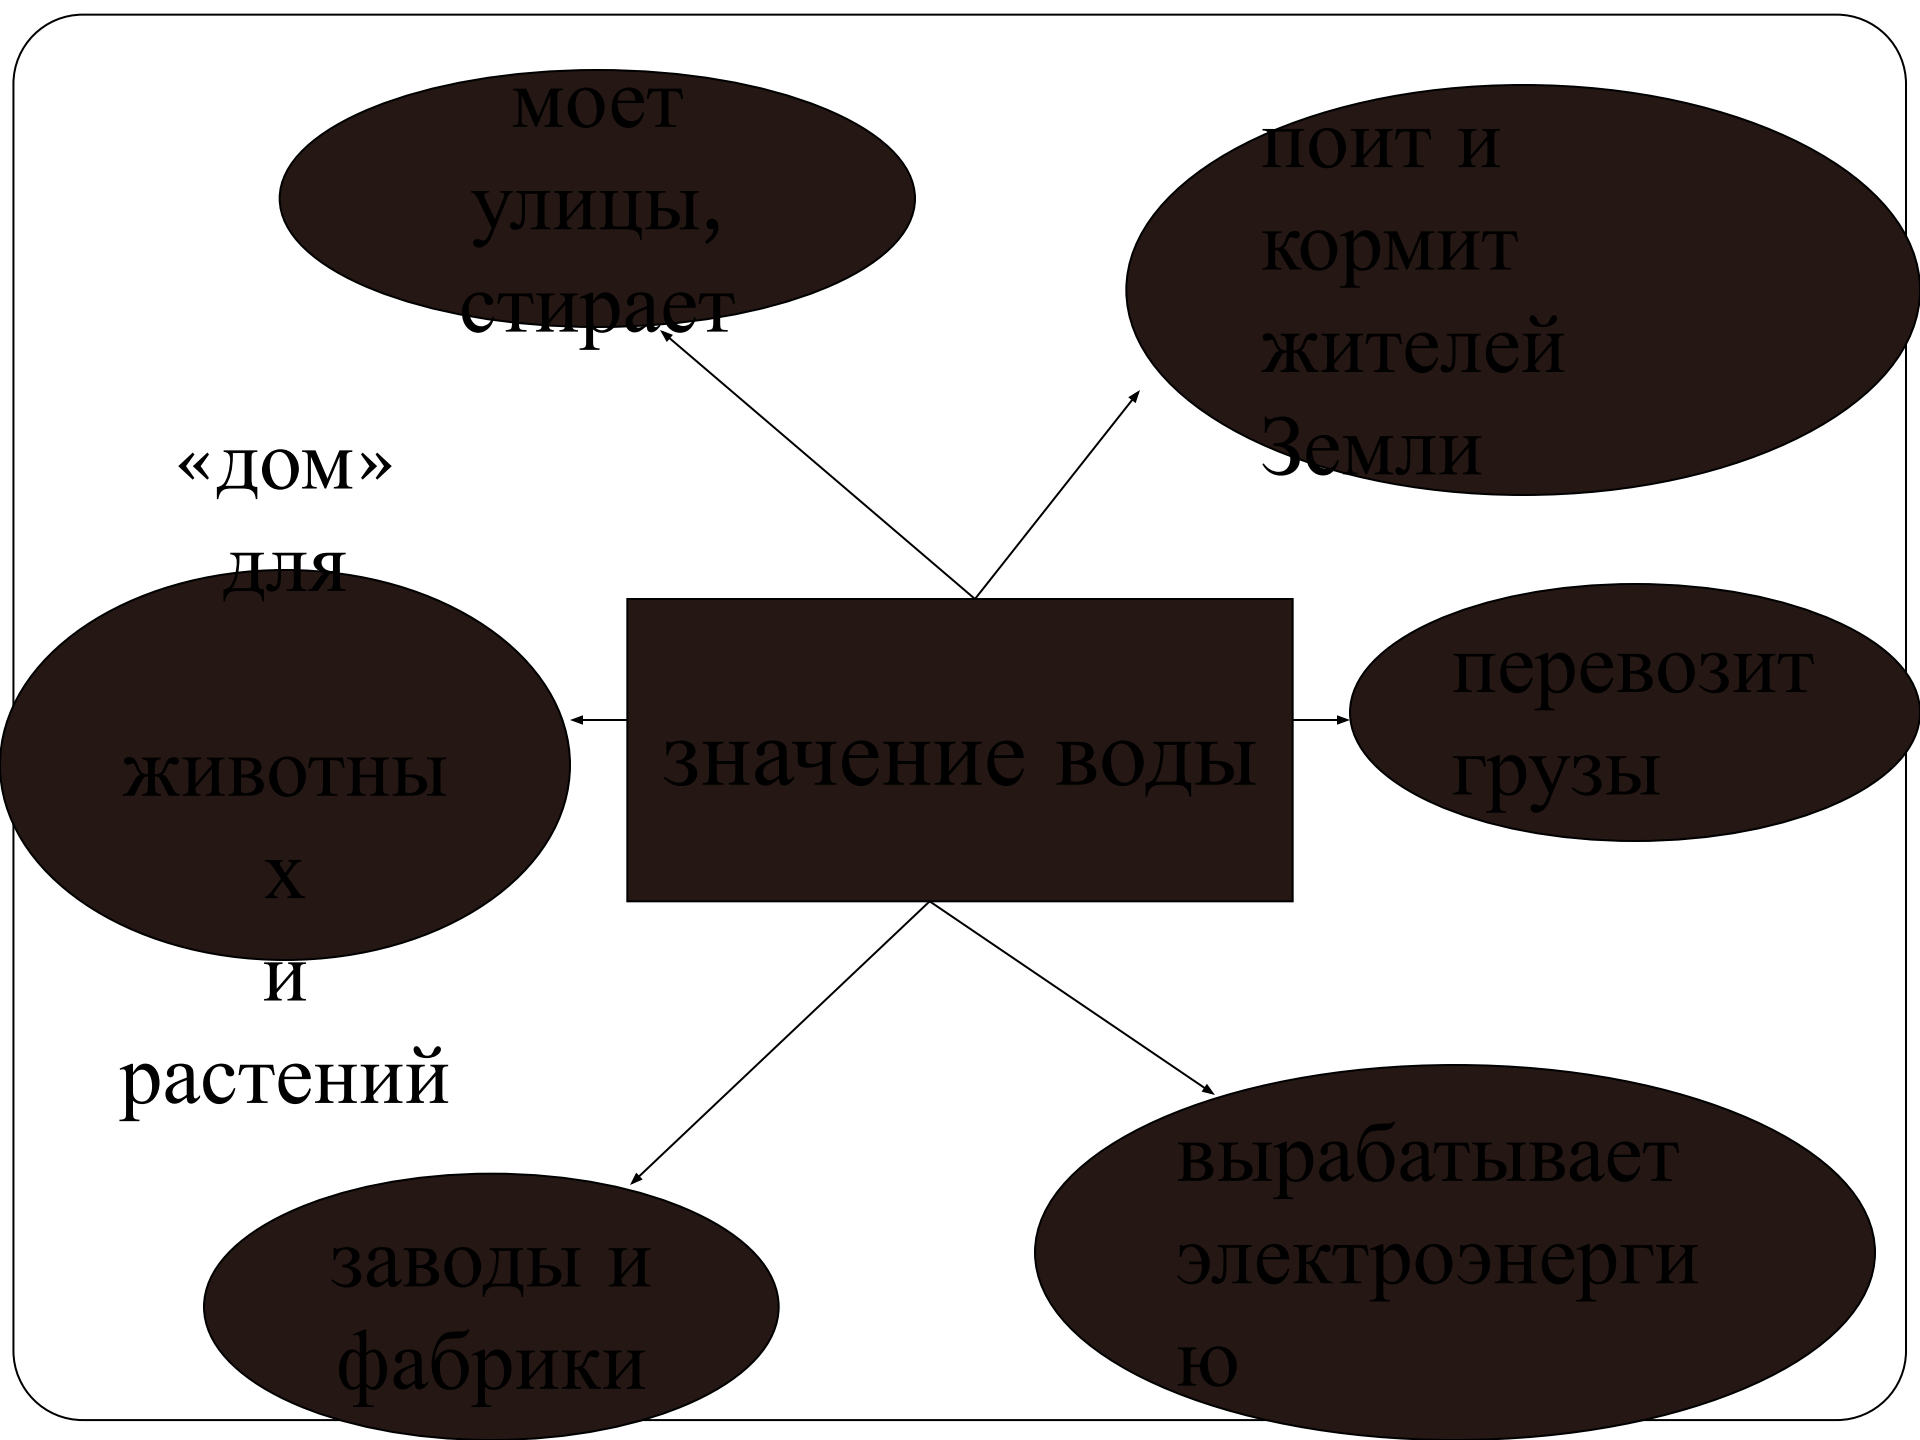 моет
улицы,
стирает
поит и
кормит
жителей
Земли
«дом»
для
животны
х
и
растений
значение воды
перевозит
грузы
заводы и
фабрики
вырабатывает
электроэнерги
ю